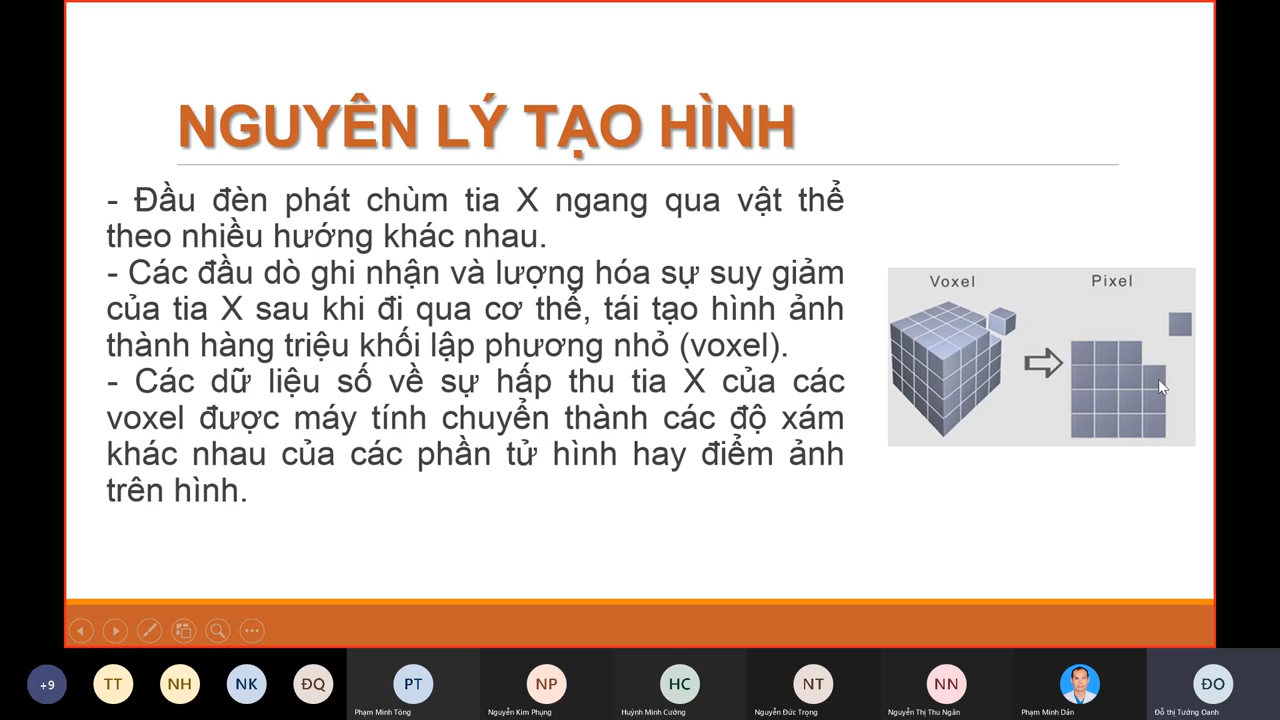 NGUYÊN LÝ TẠO HÌNH
- Đầu đèn phát chùm tia X ngang qua vật thể
theo nhiều hướng khác nhau.
- Các đầu dò ghi nhận và lượng hóa sự suy giảm
của tia X sau khi đi qua cơ thể, tái tạo hình ảnh
thành hàng triệu khối lập phương nhỏ (voxel).
- Các dữ liệu số về sự hấp thu tia X của các
voxel được máy tính chuyển thành các độ xám
khác nhau của các phần tử hình hay điểm ảnh
trên hình.
Voxel
Pixel
+9
TT
NH
NK
ĐQ
PT
NP
HC
NT
NN
ĐO
Phạm Minh Tông
Nguyễn Kim Phụng
Huỳnh Minh Cường
Nguyễn Đức Trọng
Nguyễn Thị Thu Ngân
Phạm Minh Dân
Đỗ thị Tường Oanh